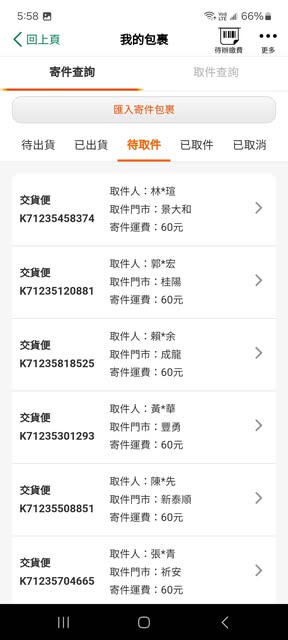 5:58 66%
回上頁 我的包裹 待辦繳費 更多
寄件查詢 取件查詢
匯入寄件包裹
待出貨 已出貨 待取件 已取件 已取消
取件人：林*瑄
交貨便 取件門市：景大和
K71235458374 寄件運費：60元
取件人：郭*宏
交貨便 取件門市：桂陽
K71235120881 寄件運費：60元
取件人：賴*余
交貨便 取件門市：成龍
K71235818525 寄件運費：60元
取件人：黃*華
交貨便 取件門市：豐勇
K71235301293 寄件運費：60元
取件人：陳*先
交貨便 取件門市：新泰順
K71235508851 寄件運費：60元
取件人：張*青
交貨便 取件門市：祈安
K71235704665 寄件運費：60元